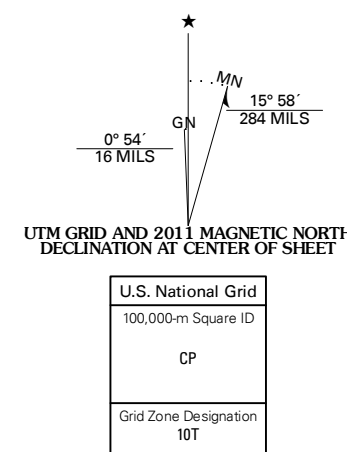 ★
MN
GN
15° 58´
284 MILS
0° 54´
16 MILS
UTM GRID AND 2011 MAGNETIC NORTH
DECLINATION AT CENTER OF SHEET
U.S. National Grid
100,000-m Square ID
CP
Grid Zone Designation
10T